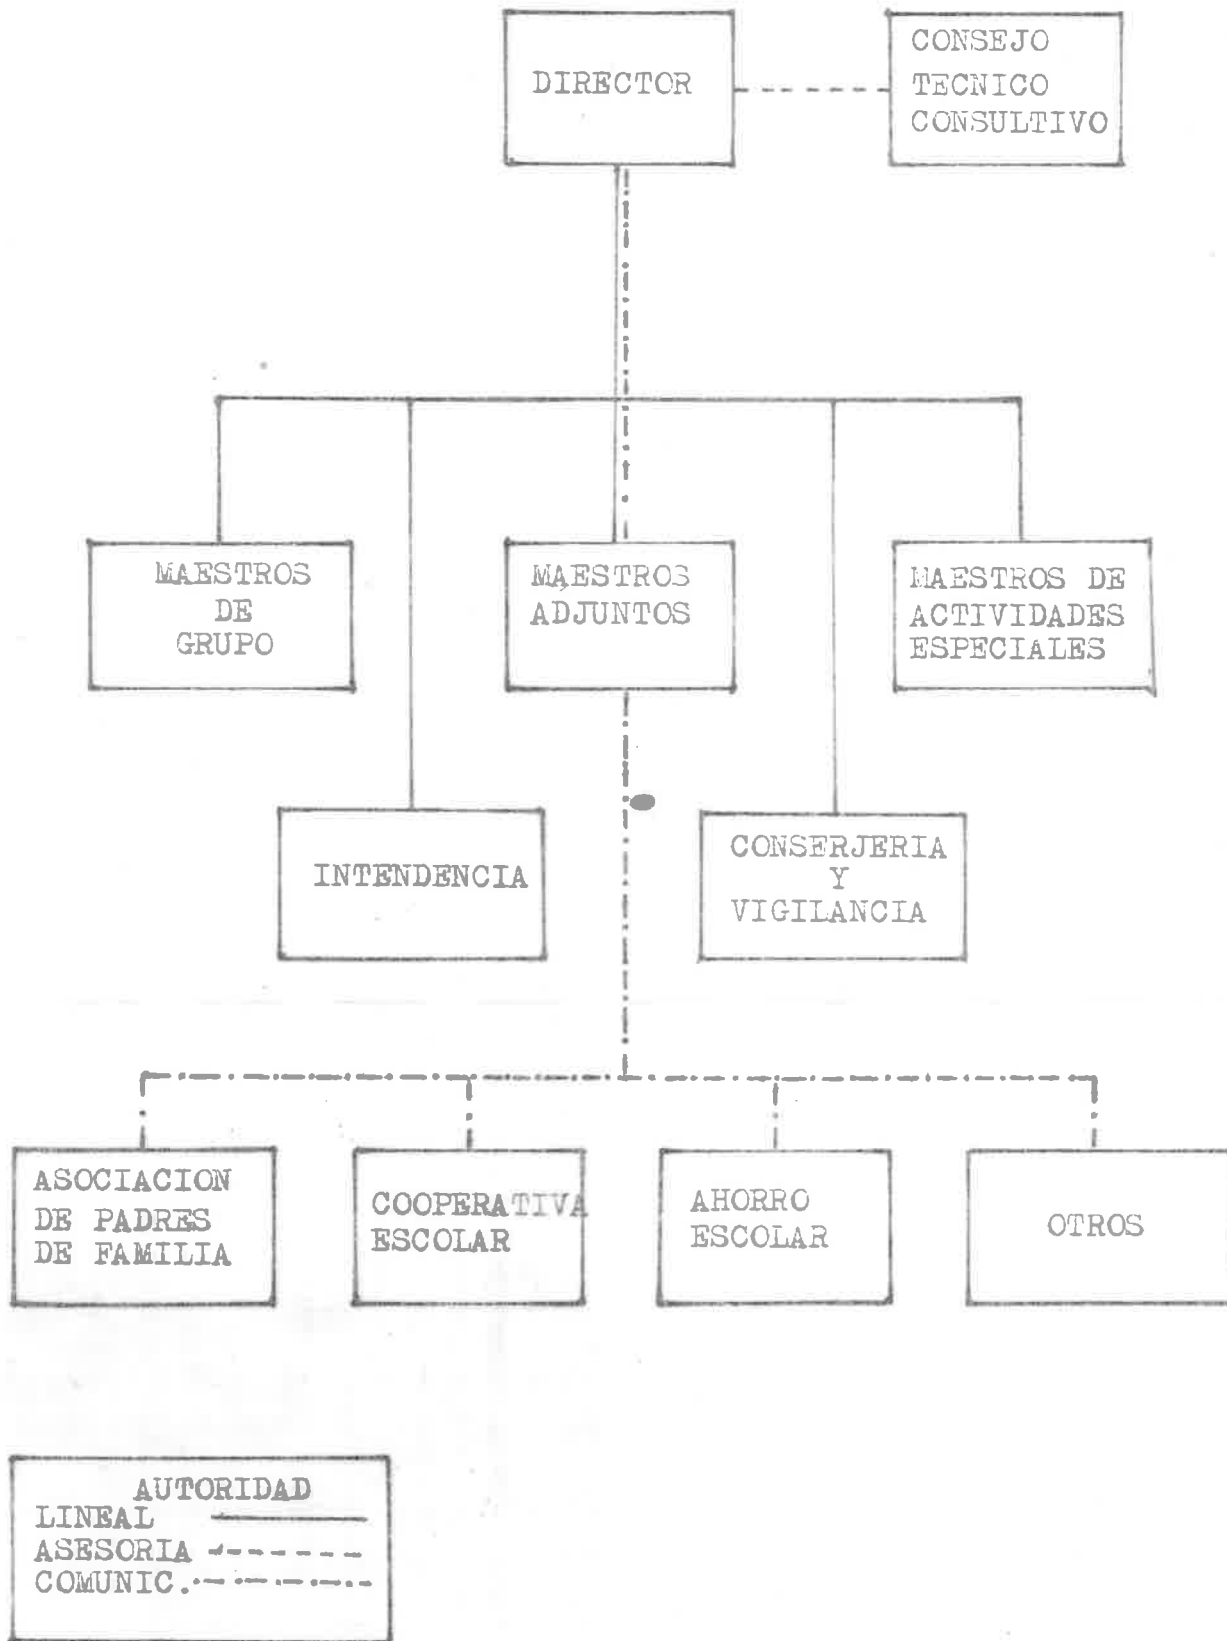 DIRECTOR
CONSEJO
TECNICO
CONSULTIVO
MAESTROS
DE
GRUPO
MAESTROS
ADJUNTOS
MAESTROS DE
ACTIVIDADES
ESPECIALES
INTENDENCIA
CONSERJERIA
Y
VIGILANCIA
ASOCIACION
DE PADRES
DE FAMILIA
COOPERATIVA
ESCOLAR
AHORRO
ESCOLAR
OTROS
AUTORIDAD
LINEAL
ASESORIA
COMUNIC.